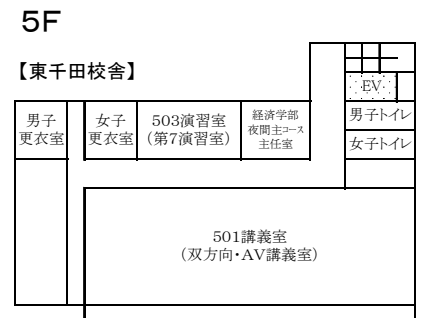 5F
【東千田校舎】
EV
男子
更衣室
女子
更衣室
503演習室
(第7演習室)
経済学部
夜間主コース
主任室
男子トイレ
女子トイレ
501講義室
(双方向・AV講義室)